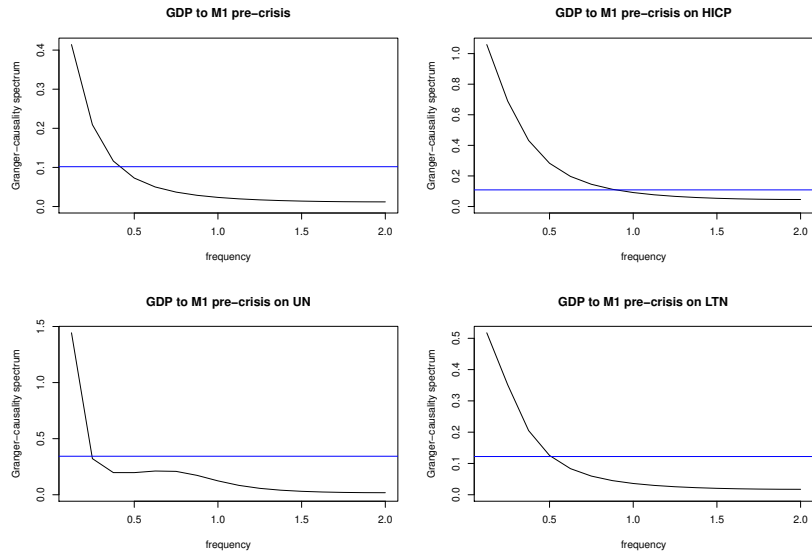 GDP to M1 pre−crisis
Granger−causality spectrum
0.4
0.3
0.2
0.1
0.0
0.5 1.0 1.5 2.0
frequency
GDP to M1 pre−crisis on HICP
Granger−causality spectrum
1.0
0.8
0.6
0.4
0.2
0.0
0.5 1.0 1.5 2.0
frequency
GDP to M1 pre−crisis on UN
Granger−causality spectrum
1.5
1.0
0.5
0.0
0.5 1.0 1.5 2.0
frequency
GDP to M1 pre−crisis on LTN
Granger−causality spectrum
0.5
0.4
0.3
0.2
0.1
0.0
0.5 1.0 1.5 2.0
frequency